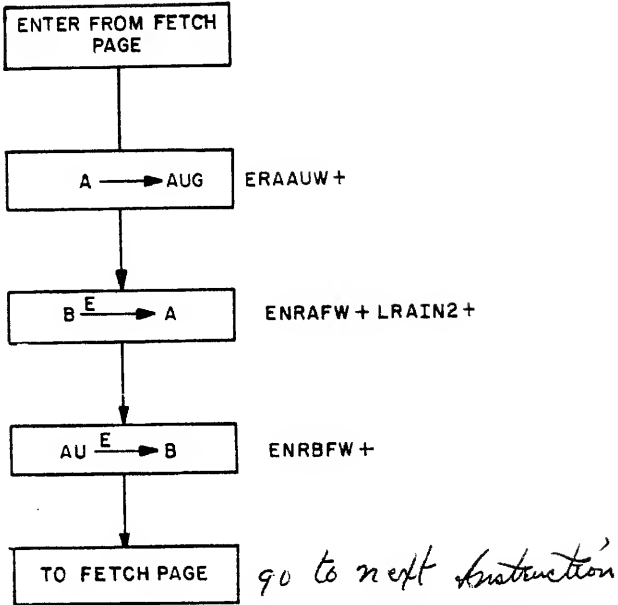 ENTER FROM FETCH
PAGE
A → AUG ERAAUW+
B E → A ENRAFW+ LRAIN2+
AU E → B ENRBFW+
TO FETCH PAGE go to next instruction